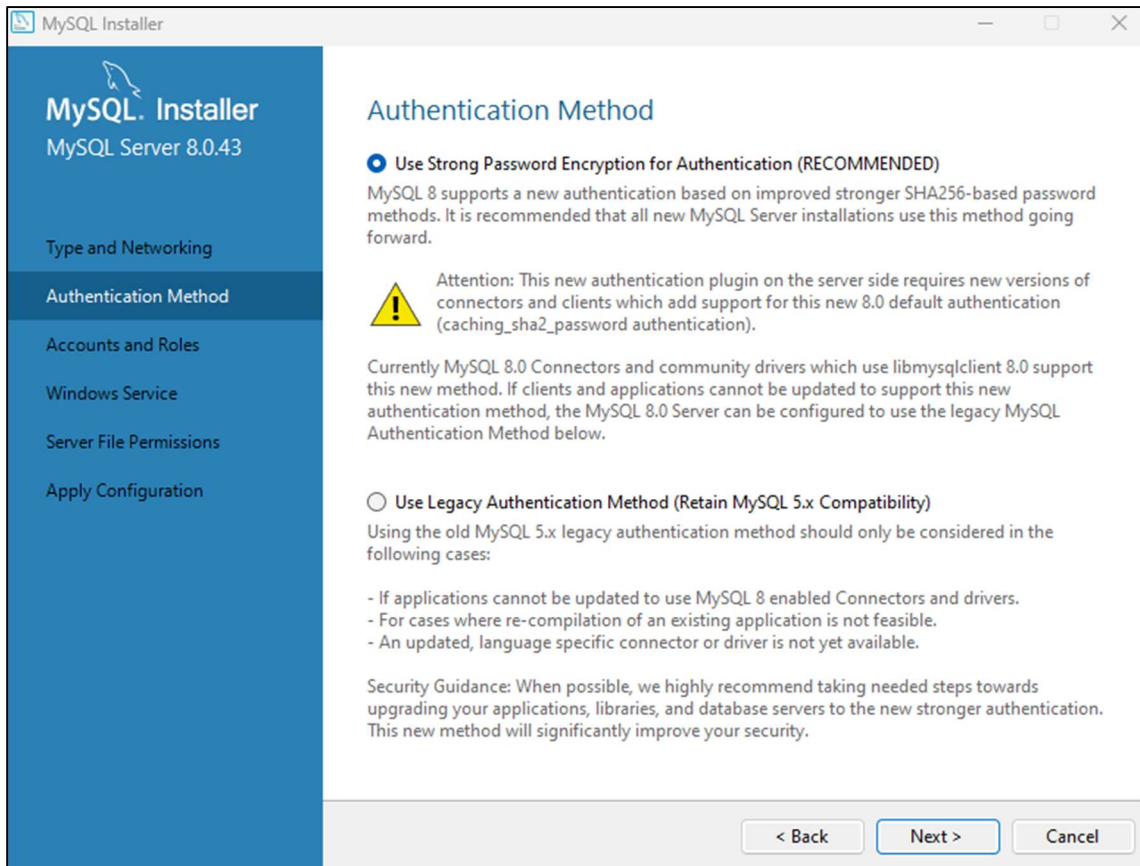 MySQL Installer
MySQL. Installer
MySQL Server 8.0.43
Type and Networking
Authentication Method
Accounts and Roles
Windows Service
Server File Permissions
Apply Configuration
Authentication Method
Use Strong Password Encryption for Authentication (RECOMMENDED)
MySQL 8 supports a new authentication based on improved stronger SHA256-based password
methods. It is recommended that all new MySQL Server installations use this method going
forward.
Attention: This new authentication plugin on the server side requires new versions of
connectors and clients which add support for this new 8.0 default authentication
(caching_sha2_password authentication).
Currently MySQL 8.0 Connectors and community drivers which use libmysqlclient 8.0 support
this new method. If clients and applications cannot be updated to support this new
authentication method, the MySQL 8.0 Server can be configured to use the legacy MySQL
Authentication Method below.
Use Legacy Authentication Method (Retain MySQL 5.x Compatibility)
Using the old MySQL 5.x legacy authentication method should only be considered in the
following cases:
- If applications cannot be updated to use MySQL 8 enabled Connectors and drivers.
- For cases where re-compilation of an existing application is not feasible.
- An updated, language specific connector or driver is not yet available.
Security Guidance: When possible, we highly recommend taking needed steps towards
upgrading your applications, libraries, and database servers to the new stronger authentication.
This new method will significantly improve your security.
< Back
Next >
Cancel